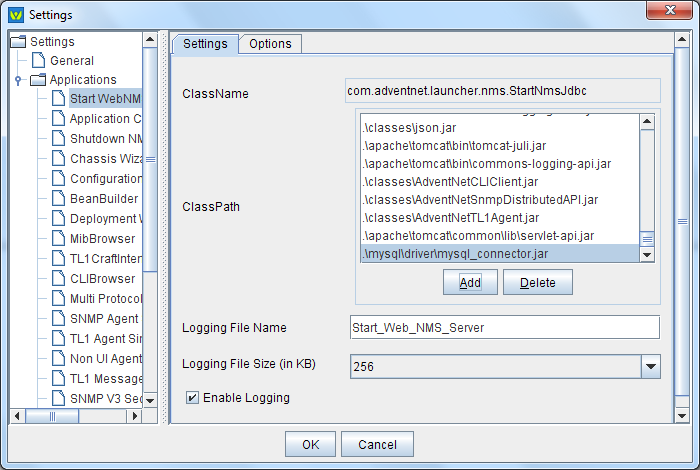 Settings
Settings
General
Applications
Start WebNM
Application C
Shutdown NM
Chassis Wiza
Configuration
BeanBuilder
Deployment W
MibBrowser
TL1CraftInter
CLIBrowser
Multi Protocol
SNMP Agent
TL1 Agent Sin
Non UI Agent
TL1 Message
SNMP V3 Sec
Settings Options
ClassName com.adventnet.launcher.nms.StartNmsJdbc
ClassPath
.\classes\json.jar
.\apache\tomcat\bin\tomcat-juli.jar
.\apache\tomcat\bin\commons-logging-api.jar
.\classes\AdventNetCLIClient.jar
.\classes\AdventNetSnmpDistributedAPI.jar
.\classes\AdventNetTL1Agent.jar
.\apache\tomcat\common\lib\servlet-api.jar
.\mysql\driver\mysql_connector.jar
Add Delete
Logging File Name Start_Web_NMS_Server
Logging File Size (in KB) 256
Enable Logging
OK Cancel